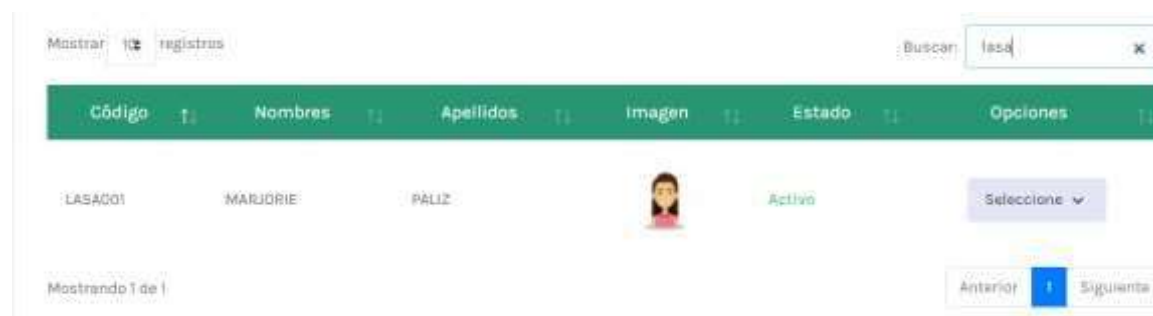 Mostrar 10 registros Buscar: lasa ×
Código Nombres Apellidos Imagen Estado Opciones
LASA001 MARJORIE PALIZ Activo Seleccione
Mostrando 1 de 1 Anterior 1 Siguiente